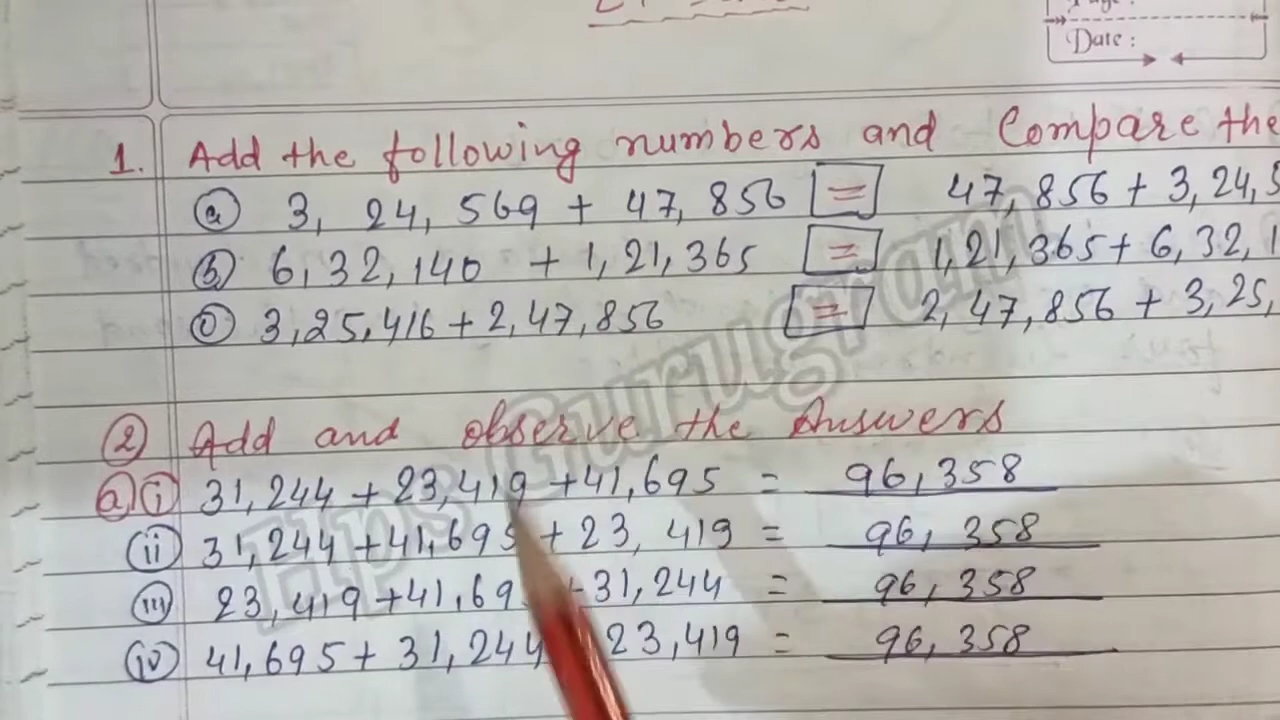 Date :
1. Add the following numbers and Compare the
(a) 3, 24, 569 + 47, 856 = 47, 856 + 3, 24, 5
(b) 6, 32, 140 + 1, 21, 365 = 1, 21, 365 + 6, 32, 1
(c) 3,25,416 + 2,47,856 = 2,47,856 + 3,25,
(2) Add and observe the Answers
(a) (i) 31,244 + 23,419 + 41,695 = 96,358
(ii) 31,244 + 41,695 + 23, 419 = 96, 358
(iii) 23,419 + 41,69 + 31,244 = 96, 358
(iv) 41,695 + 31,244 23,419 = 96, 358
Hps Gurugram